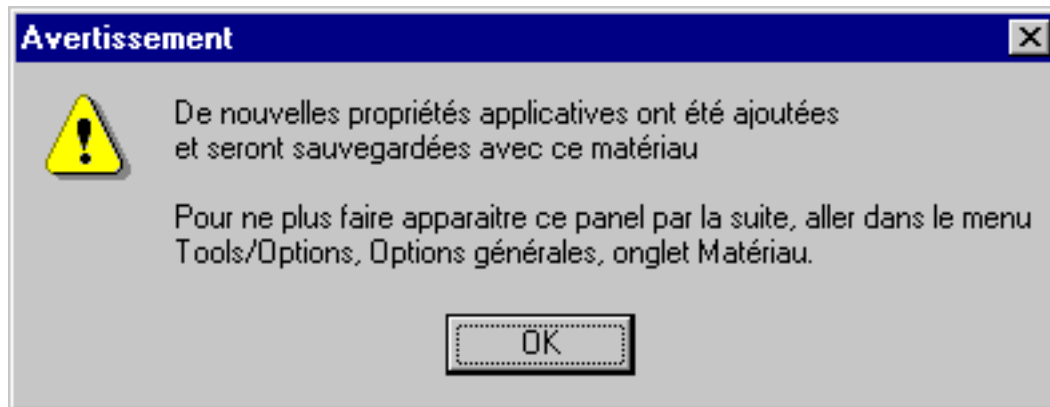 Avertissement
De nouvelles propriétés applicatives ont été ajoutées
et seront sauvegardées avec ce matériau
Pour ne plus faire apparaitre ce panel par la suite, aller dans le menu
Tools/Options, Options générales, onglet Matériau.
OK